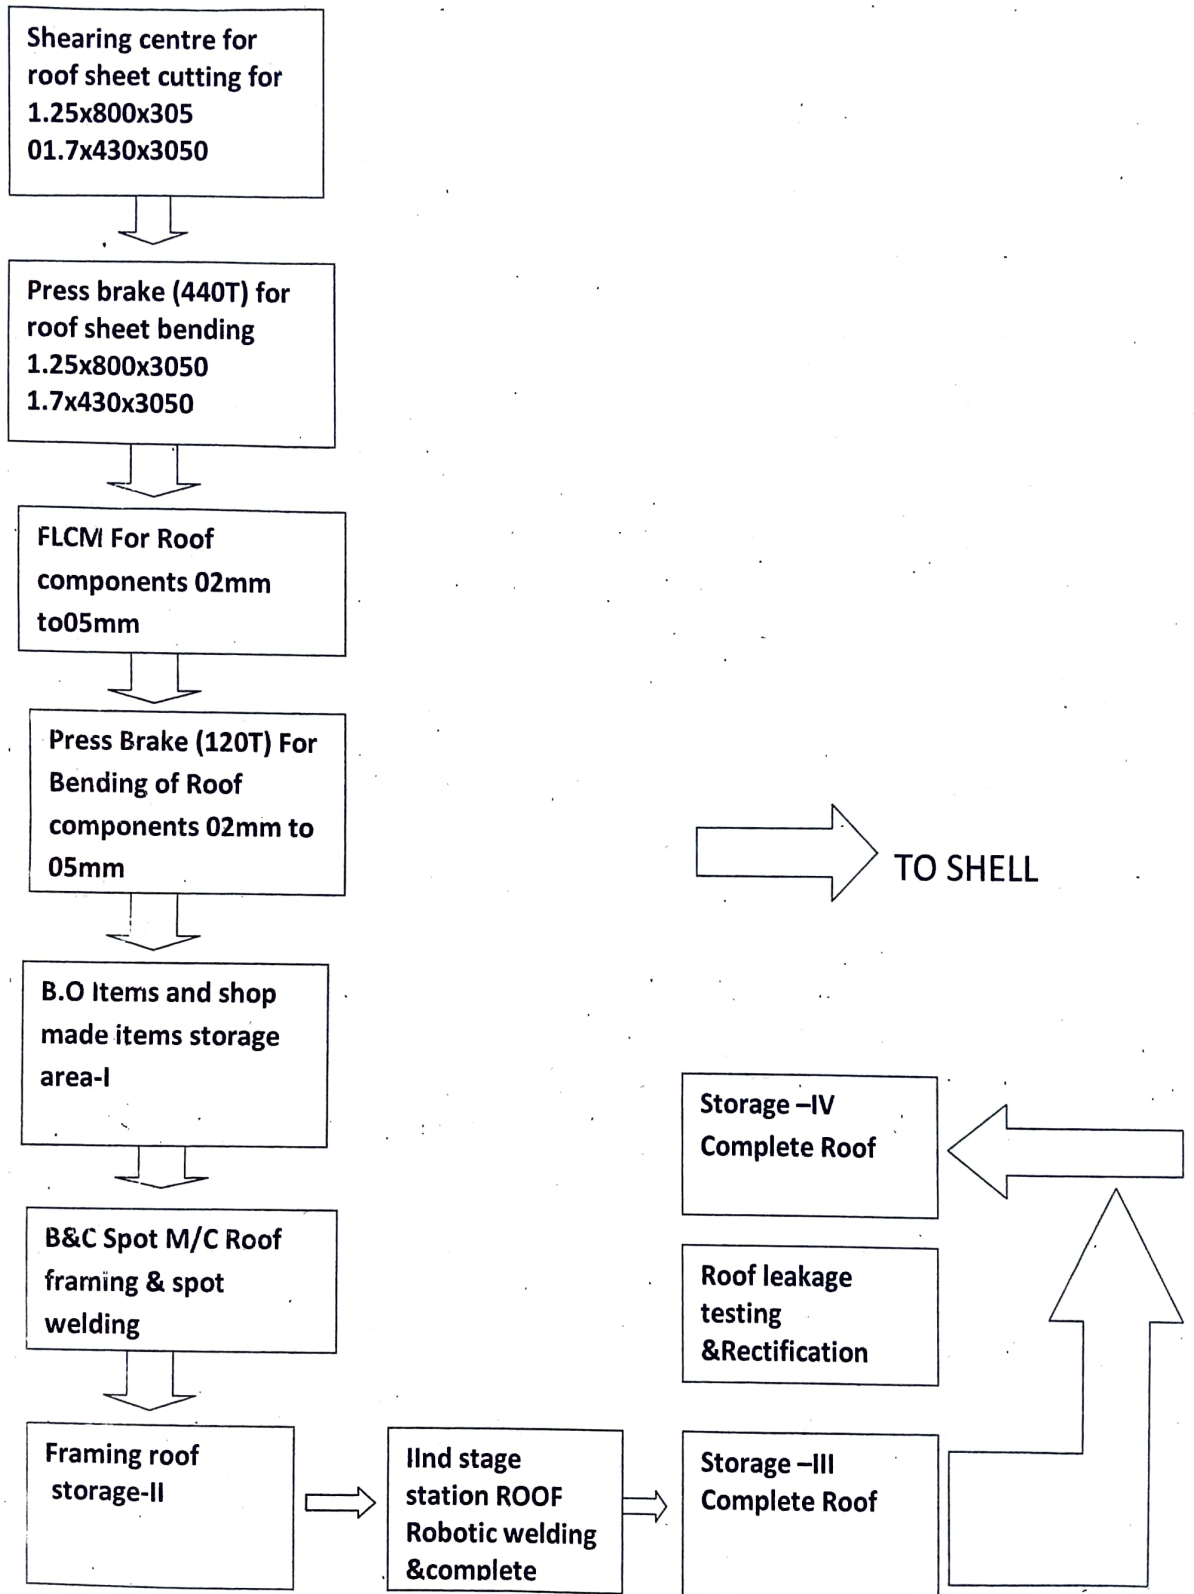 Shearing centre for
roof sheet cutting for
1.25x800x305
01.7x430x3050
Press brake (440T) for
roof sheet bending
1.25x800x3050
1.7x430x3050
FLCM For Roof
components 02mm
to05mm
Press Brake (120T) For
Bending of Roof
components 02mm to
05mm
B.O Items and shop
made items storage
area-I
B&C Spot M/C Roof
framing & spot
welding
Framing roof
storage-II
IInd stage
station ROOF
Robotic welding
&complete
Storage –III
Complete Roof
Roof leakage
testing
&Rectification
Storage –IV
Complete Roof
TO SHELL